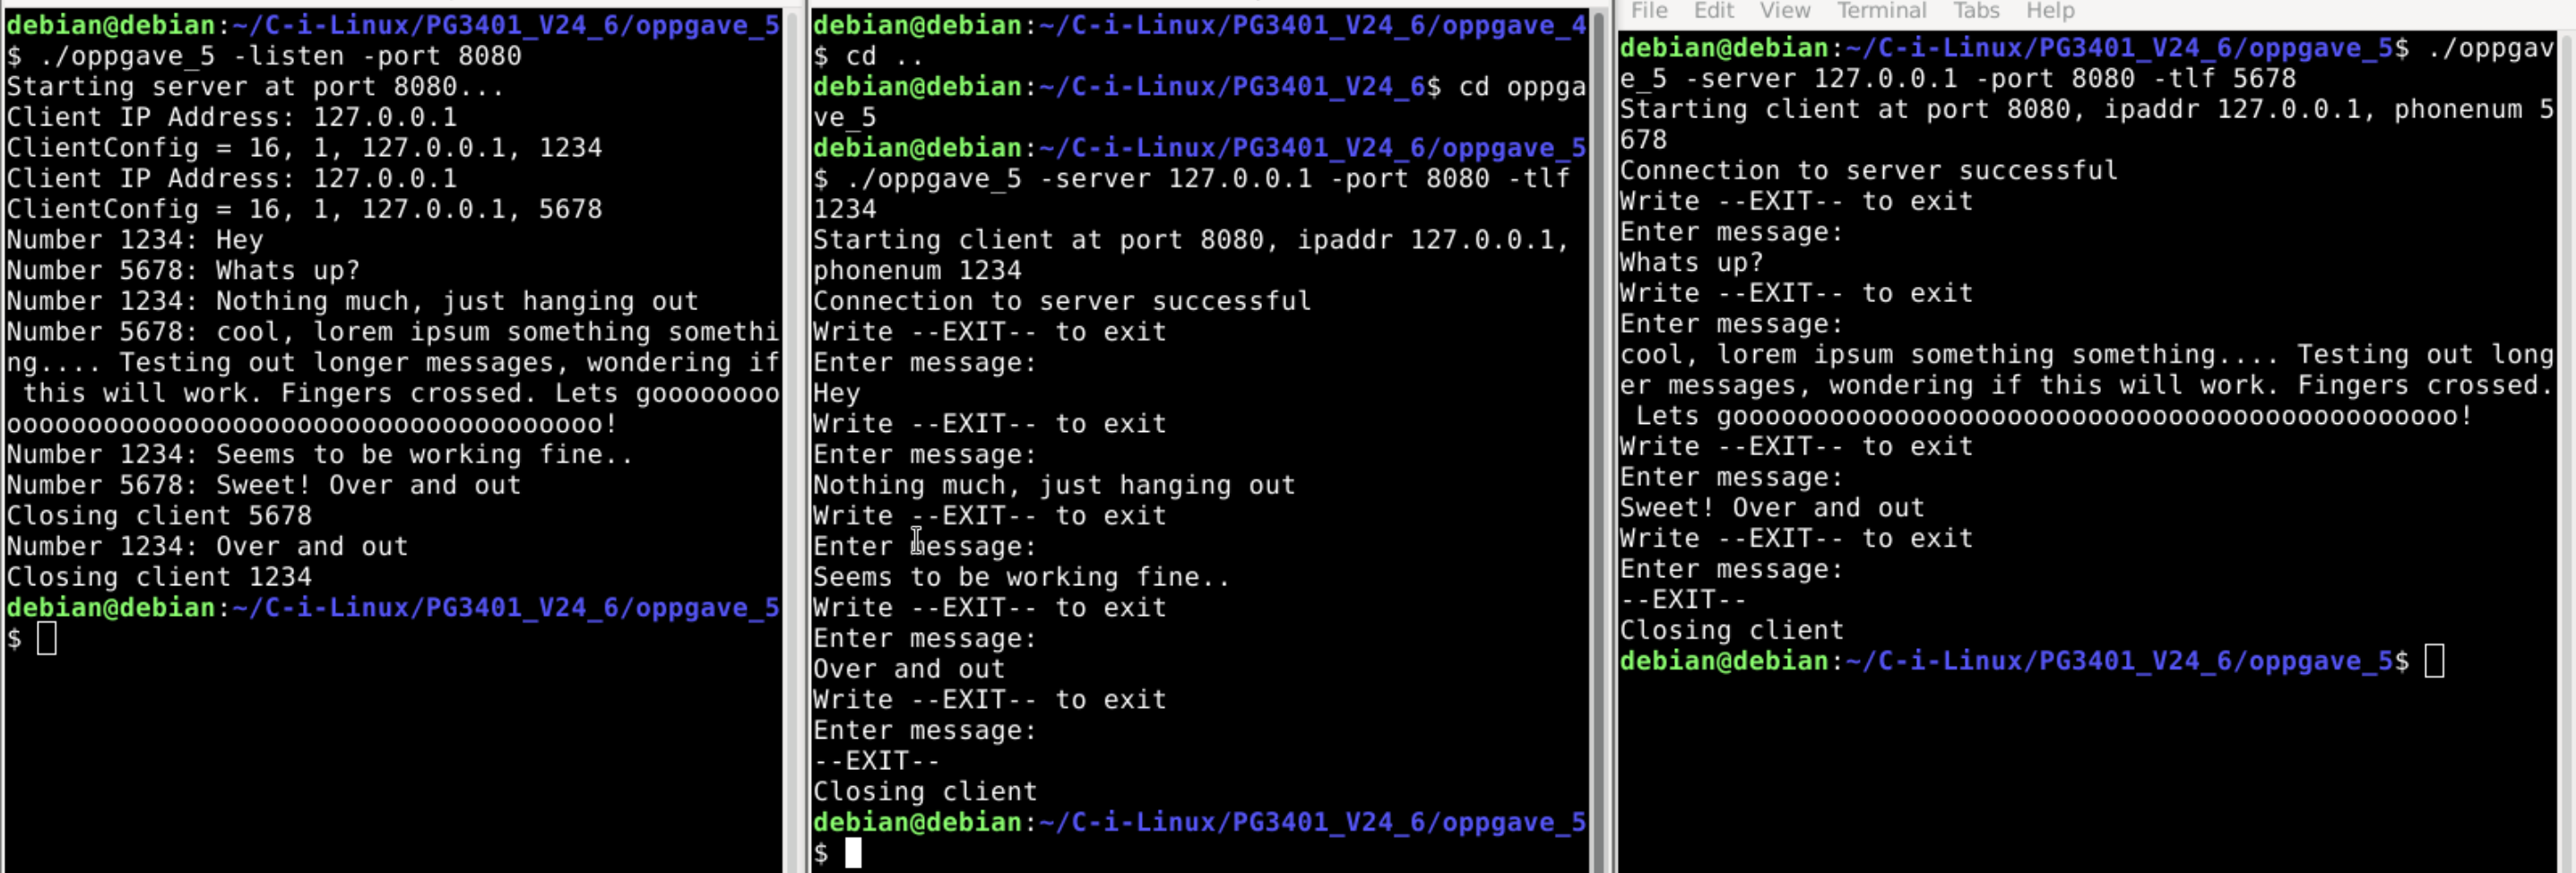 debian@debian:~/C-i-Linux/PG3401_V24_6/oppgave_5
$ ./oppgave_5 -listen -port 8080
Starting server at port 8080...
Client IP Address: 127.0.0.1
ClientConfig = 16, 1, 127.0.0.1, 1234
Client IP Address: 127.0.0.1
ClientConfig = 16, 1, 127.0.0.1, 5678
Number 1234: Hey
Number 5678: Whats up?
Number 1234: Nothing much, just hanging out
Number 5678: cool, lorem ipsum something somethi
ng.... Testing out longer messages, wondering if
 this will work. Fingers crossed. Lets goooooooo
ooooooooooooooooooooooooooooooooooooo!
Number 1234: Seems to be working fine..
Number 5678: Sweet! Over and out
Closing client 5678
Number 1234: Over and out
Closing client 1234
debian@debian:~/C-i-Linux/PG3401_V24_6/oppgave_5
$
debian@debian:~/C-i-Linux/PG3401_V24_6/oppgave_4
$ cd ..
debian@debian:~/C-i-Linux/PG3401_V24_6$ cd oppga
ve_5
debian@debian:~/C-i-Linux/PG3401_V24_6/oppgave_5
$ ./oppgave_5 -server 127.0.0.1 -port 8080 -tlf
1234
Starting client at port 8080, ipaddr 127.0.0.1,
phonenum 1234
Connection to server successful
Write --EXIT-- to exit
Enter message:
Hey
Write --EXIT-- to exit
Enter message:
Nothing much, just hanging out
Write --EXIT-- to exit
Enter message:
Seems to be working fine..
Write --EXIT-- to exit
Enter message:
Over and out
Write --EXIT-- to exit
Enter message:
--EXIT--
Closing client
debian@debian:~/C-i-Linux/PG3401_V24_6/oppgave_5
$
File Edit View Terminal Tabs Help
debian@debian:~/C-i-Linux/PG3401_V24_6/oppgave_5$ ./oppgav
e_5 -server 127.0.0.1 -port 8080 -tlf 5678
Starting client at port 8080, ipaddr 127.0.0.1, phonenum 5
678
Connection to server successful
Write --EXIT-- to exit
Enter message:
Whats up?
Write --EXIT-- to exit
Enter message:
cool, lorem ipsum something something.... Testing out long
er messages, wondering if this will work. Fingers crossed.
 Lets gooooooooooooooooooooooooooooooooooooooooooooo!
Write --EXIT-- to exit
Enter message:
Sweet! Over and out
Write --EXIT-- to exit
Enter message:
--EXIT--
Closing client
debian@debian:~/C-i-Linux/PG3401_V24_6/oppgave_5$